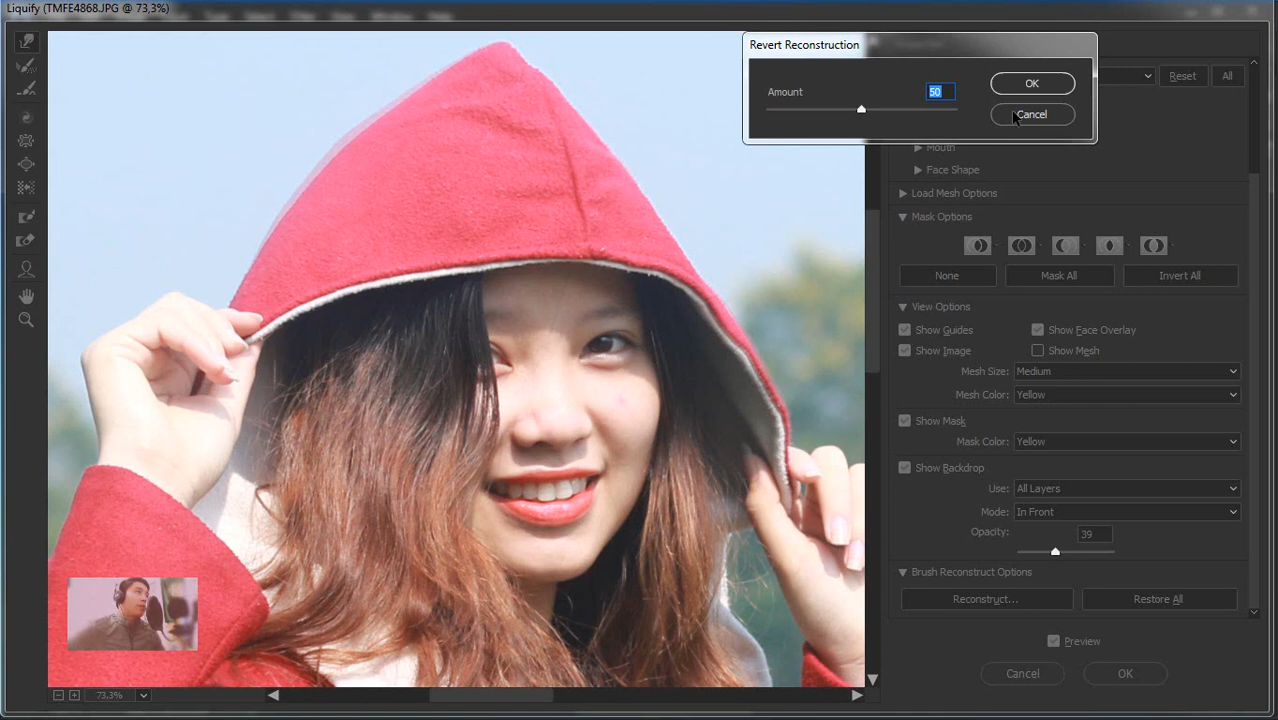 Liquify (TMFE4868.JPG @ 73,3%)
Revert Reconstruction
Amount
50
OK
Cancel
Reset
All
Mouth
Face Shape
Load Mesh Options
Mask Options
None
Mask All
Invert All
View Options
Show Guides
Show Face Overlay
Show Image
Show Mesh
Mesh Size: Medium
Mesh Color: Yellow
Show Mask
Mask Color: Yellow
Show Backdrop
Use: All Layers
Mode: In Front
Opacity: 39
Brush Reconstruct Options
Reconstruct...
Restore All
Preview
Cancel
OK
73,3%